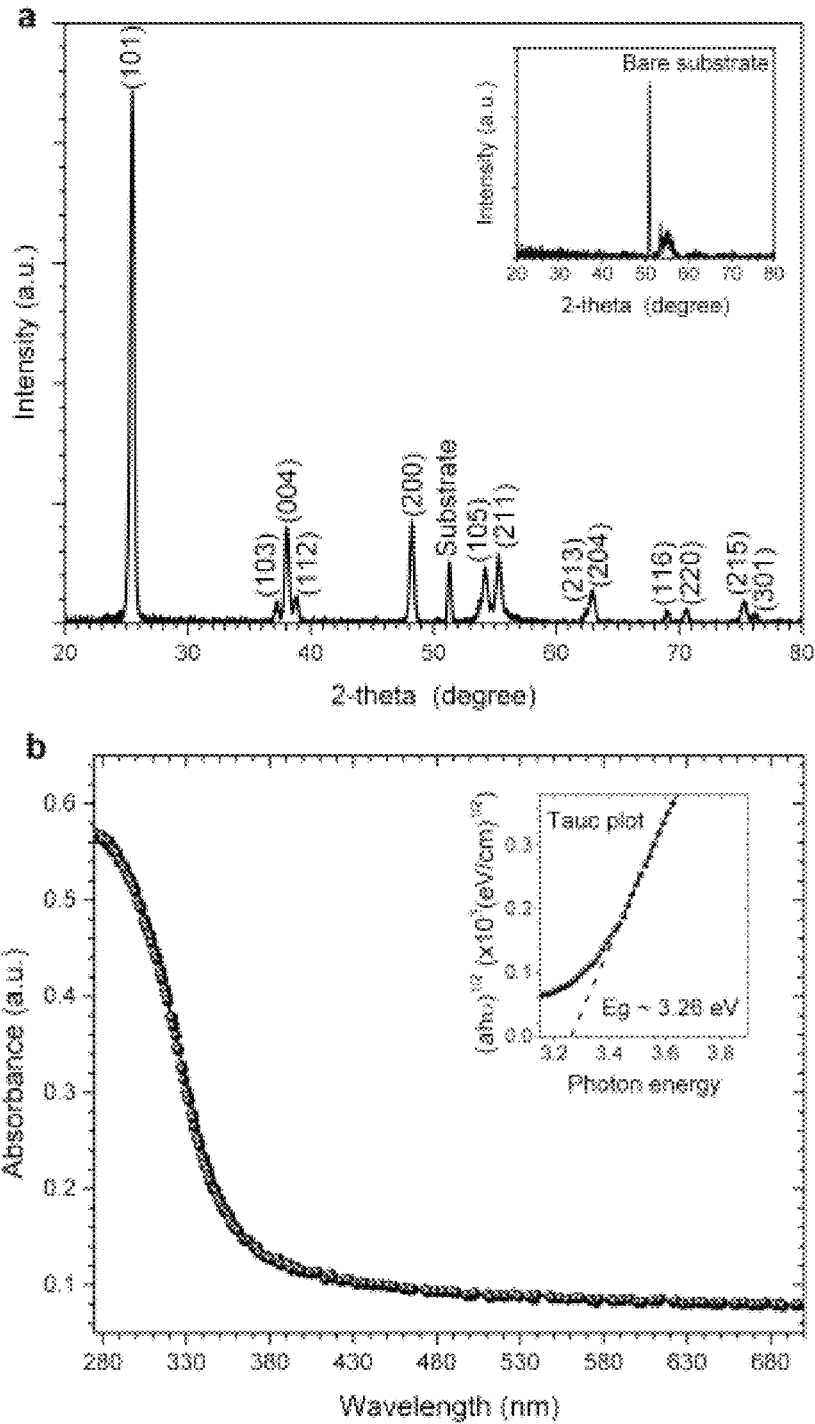 a
(101)
Bare substrate
Intensity (a.u.)
20 30 40 50 60 70 80
2-theta (degree)
Intensity (a.u.)
(103)
(004)
(112)
(200)
Substrate
(105)
(211)
(213)
(204)
(116)
(220)
(215)
(301)
20 30 40 50 60 70 80
2-theta (degree)
b
0.6
0.5
0.4
0.3
0.2
0.1
Absorbance (a.u.)
Tauc plot
0.3
0.2
0.1
0.0
Eg ~ 3.26 eV
3.2 3.4 3.6 3.8
Photon energy
280 330 380 430 480 530 580 630 680
Wavelength (nm)